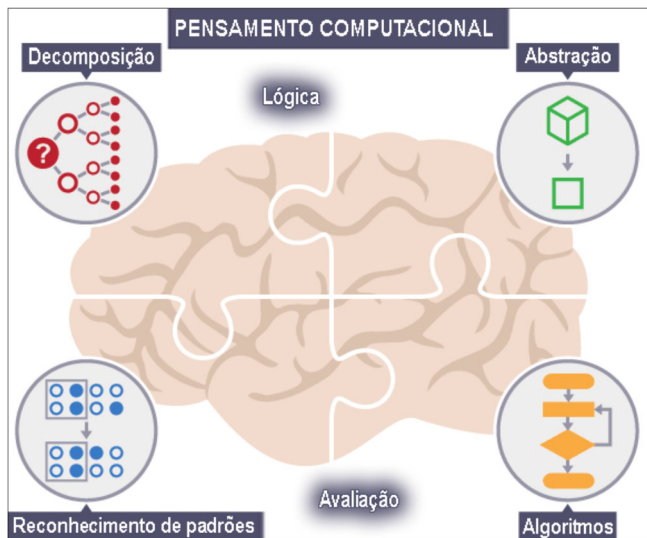 PENSAMENTO COMPUTACIONAL
Decomposição
Abstração
Lógica
?
Reconhecimento de padrões
Avaliação
Algoritmos